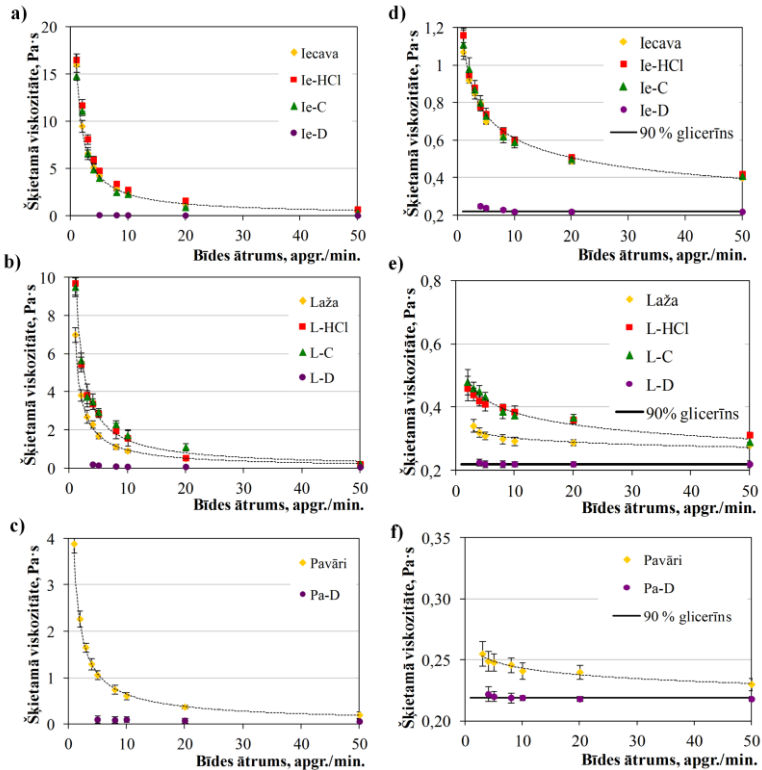 a)
Šķietamā viskozitāte, Pa·s
20
15
10
5
0
0 10 20 30 40 50
Bīdes ātrums, apgr./min.
Iecava
Ie-HCl
Ie-C
Ie-D
d)
Šķietamā viskozitāte, Pa·s
1,2
1
0,8
0,6
0,4
0,2
0 10 20 30 40 50
Bīdes ātrums, apgr./min.
Iecava
Ie-HCl
Ie-C
Ie-D
90 % glicerīns
b)
Šķietamā viskozitāte, Pa·s
10
8
6
4
2
0
0 10 20 30 40 50
Bīdes ātrums, apgr./min.
Laža
L-HCl
L-C
L-D
e)
Šķietamā viskozitāte, Pa·s
0,8
0,6
0,4
0,2
0 10 20 30 40 50
Bīdes ātrums, apgr./min.
Laža
L-HCl
L-C
L-D
90% glicerīns
c)
Šķietamā viskozitāte, Pa·s
4
3
2
1
0
0 10 20 30 40 50
Bīdes ātrums, apgr./min.
Pavāri
Pa-D
f)
Šķietamā viskozitāte, Pa·s
0,35
0,30
0,25
0,20
0 10 20 30 40 50
Bīdes ātrums, apgr./min.
Pavāri
Pa-D
90 % glicerīns